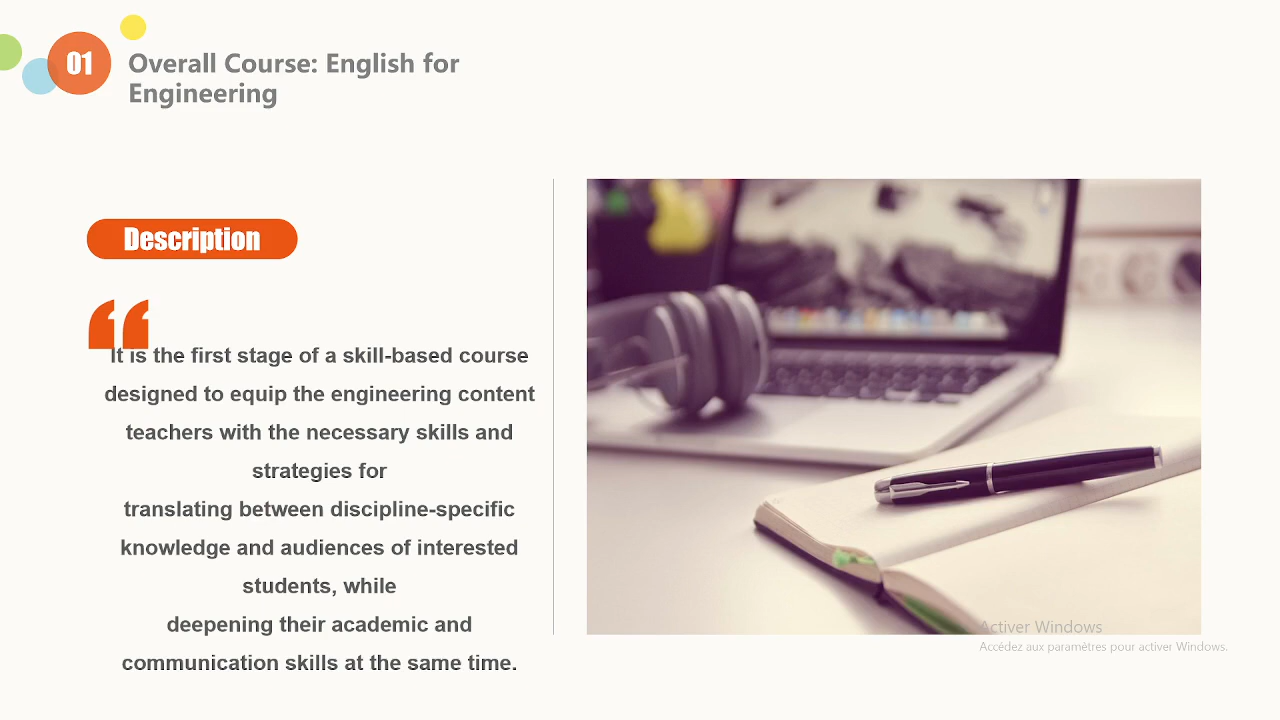 01
Overall Course: English for
Engineering
Description
“
It is the first stage of a skill-based course
designed to equip the engineering content
teachers with the necessary skills and
strategies for
translating between discipline-specific
knowledge and audiences of interested
students, while
deepening their academic and
communication skills at the same time.
Activer Windows
Accédez aux paramètres pour activer Windows.